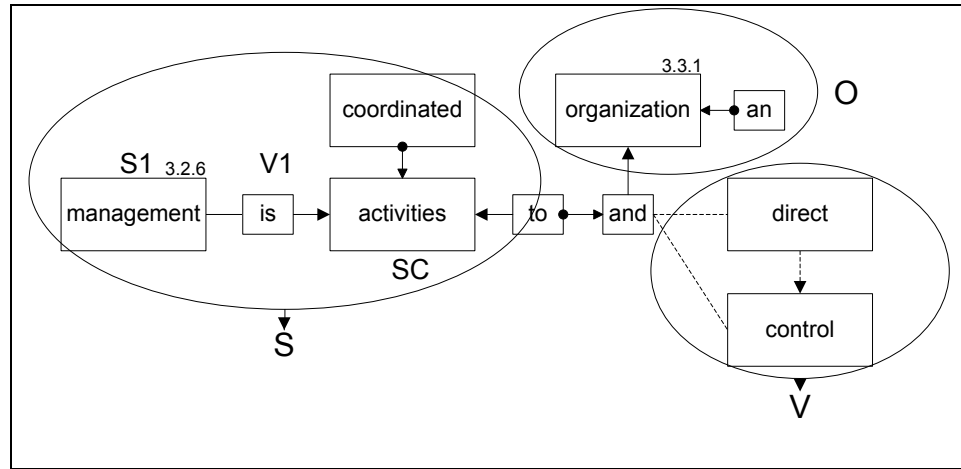 3.3.1
coordinated
organization
an
O
S1
3.2.6
V1
management
is
activities
to
and
direct
SC
control
S
V